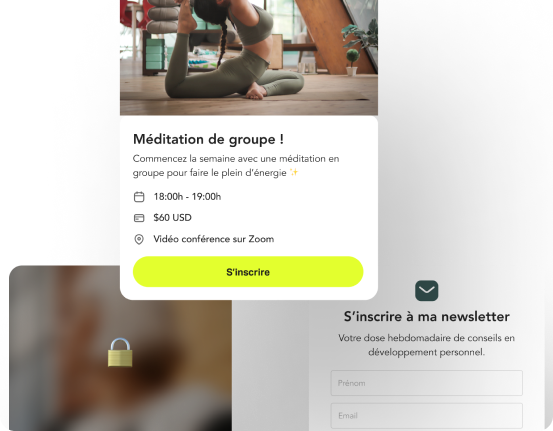 Méditation de groupe !
Commencez la semaine avec une méditation en
groupe pour faire le plein d'énergie ✨
18:00h - 19:00h
$60 USD
Vidéo conférence sur Zoom
S'inscrire
S'inscrire à ma newsletter
Votre dose hebdomadaire de conseils en
développement personnel.
Prénom
Email